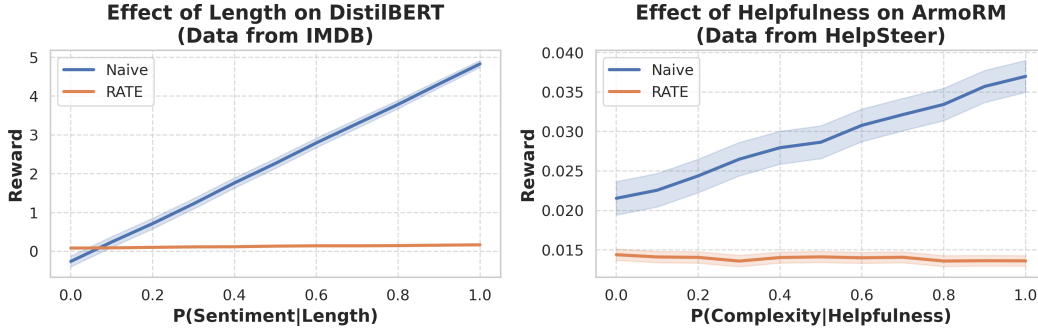 Effect of Length on DistilBERT
(Data from IMDB)
Naive
RATE
Reward
5
4
3
2
1
0
0.0 0.2 0.4 0.6 0.8 1.0
P(Sentiment|Length)
Effect of Helpfulness on ArmoRM
(Data from HelpSteer)
Naive
RATE
Reward
0.040
0.035
0.030
0.025
0.020
0.015
0.0 0.2 0.4 0.6 0.8 1.0
P(Complexity|Helpfulness)